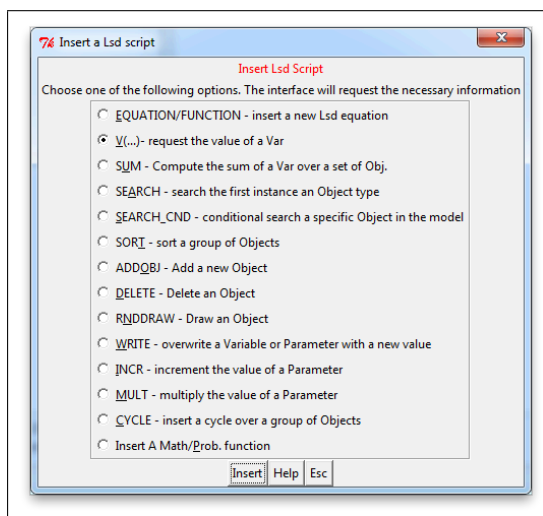 Insert a Lsd script
Insert Lsd Script
Choose one of the following options. The interface will request the necessary information
EQUATION/FUNCTION - insert a new Lsd equation
V(...)- request the value of a Var
SUM - Compute the sum of a Var over a set of Obj.
SEARCH - search the first instance an Object type
SEARCH_CND - conditional search a specific Object in the model
SORT - sort a group of Objects
ADDOBJ - Add a new Object
DELETE - Delete an Object
RNDDRAW - Draw an Object
WRITE - overwrite a Variable or Parameter with a new value
INCR - increment the value of a Parameter
MULT - multiply the value of a Parameter
CYCLE - insert a cycle over a group of Objects
Insert A Math/Prob. function
Insert Help Esc